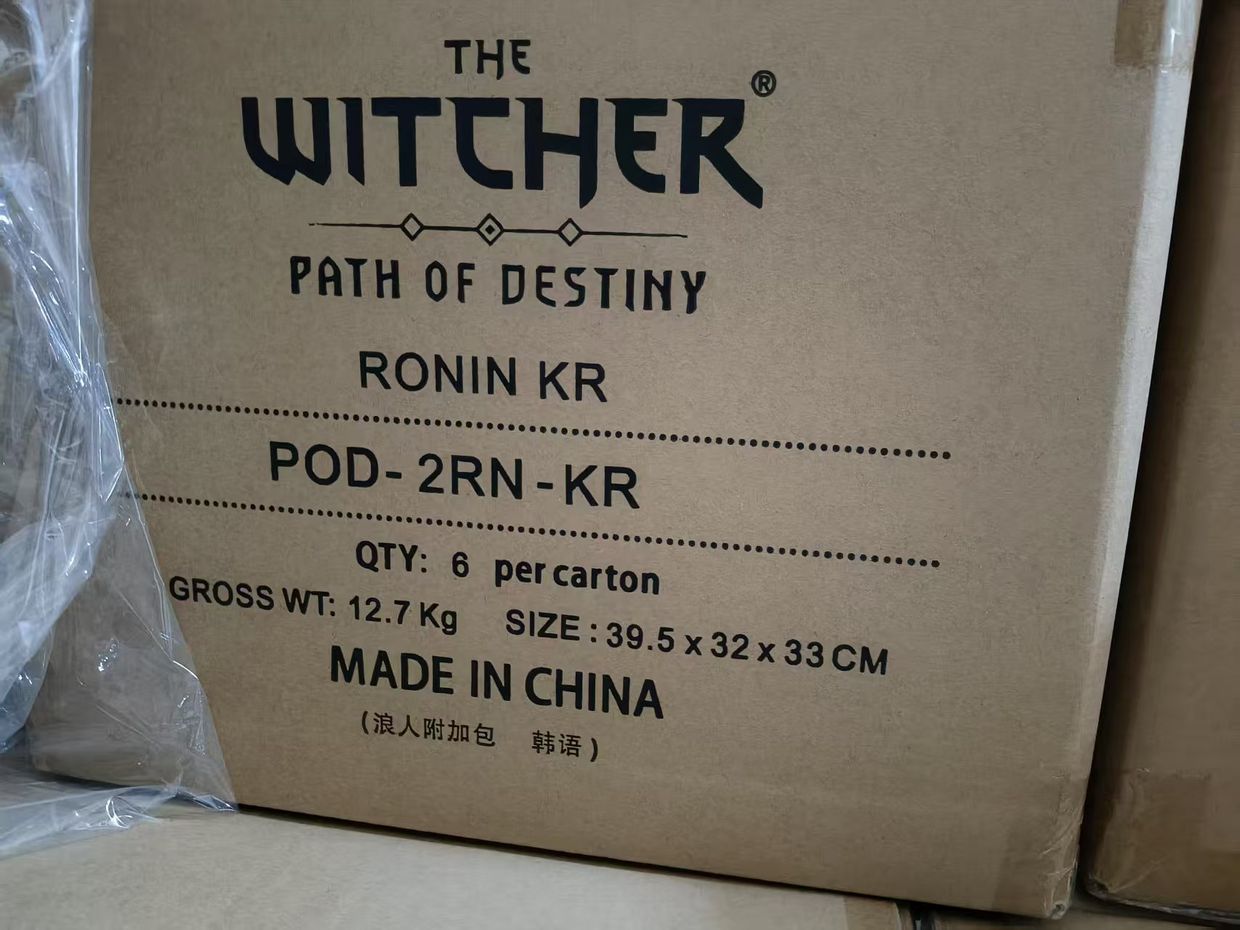 THE
WITCHER®
PATH OF DESTINY
RONIN KR
POD-2RN-KR
QTY: 6 per carton
GROSS WT: 12.7 Kg SIZE : 39.5 x 32 x 33 CM
MADE IN CHINA
(浪人附加包 韩语)